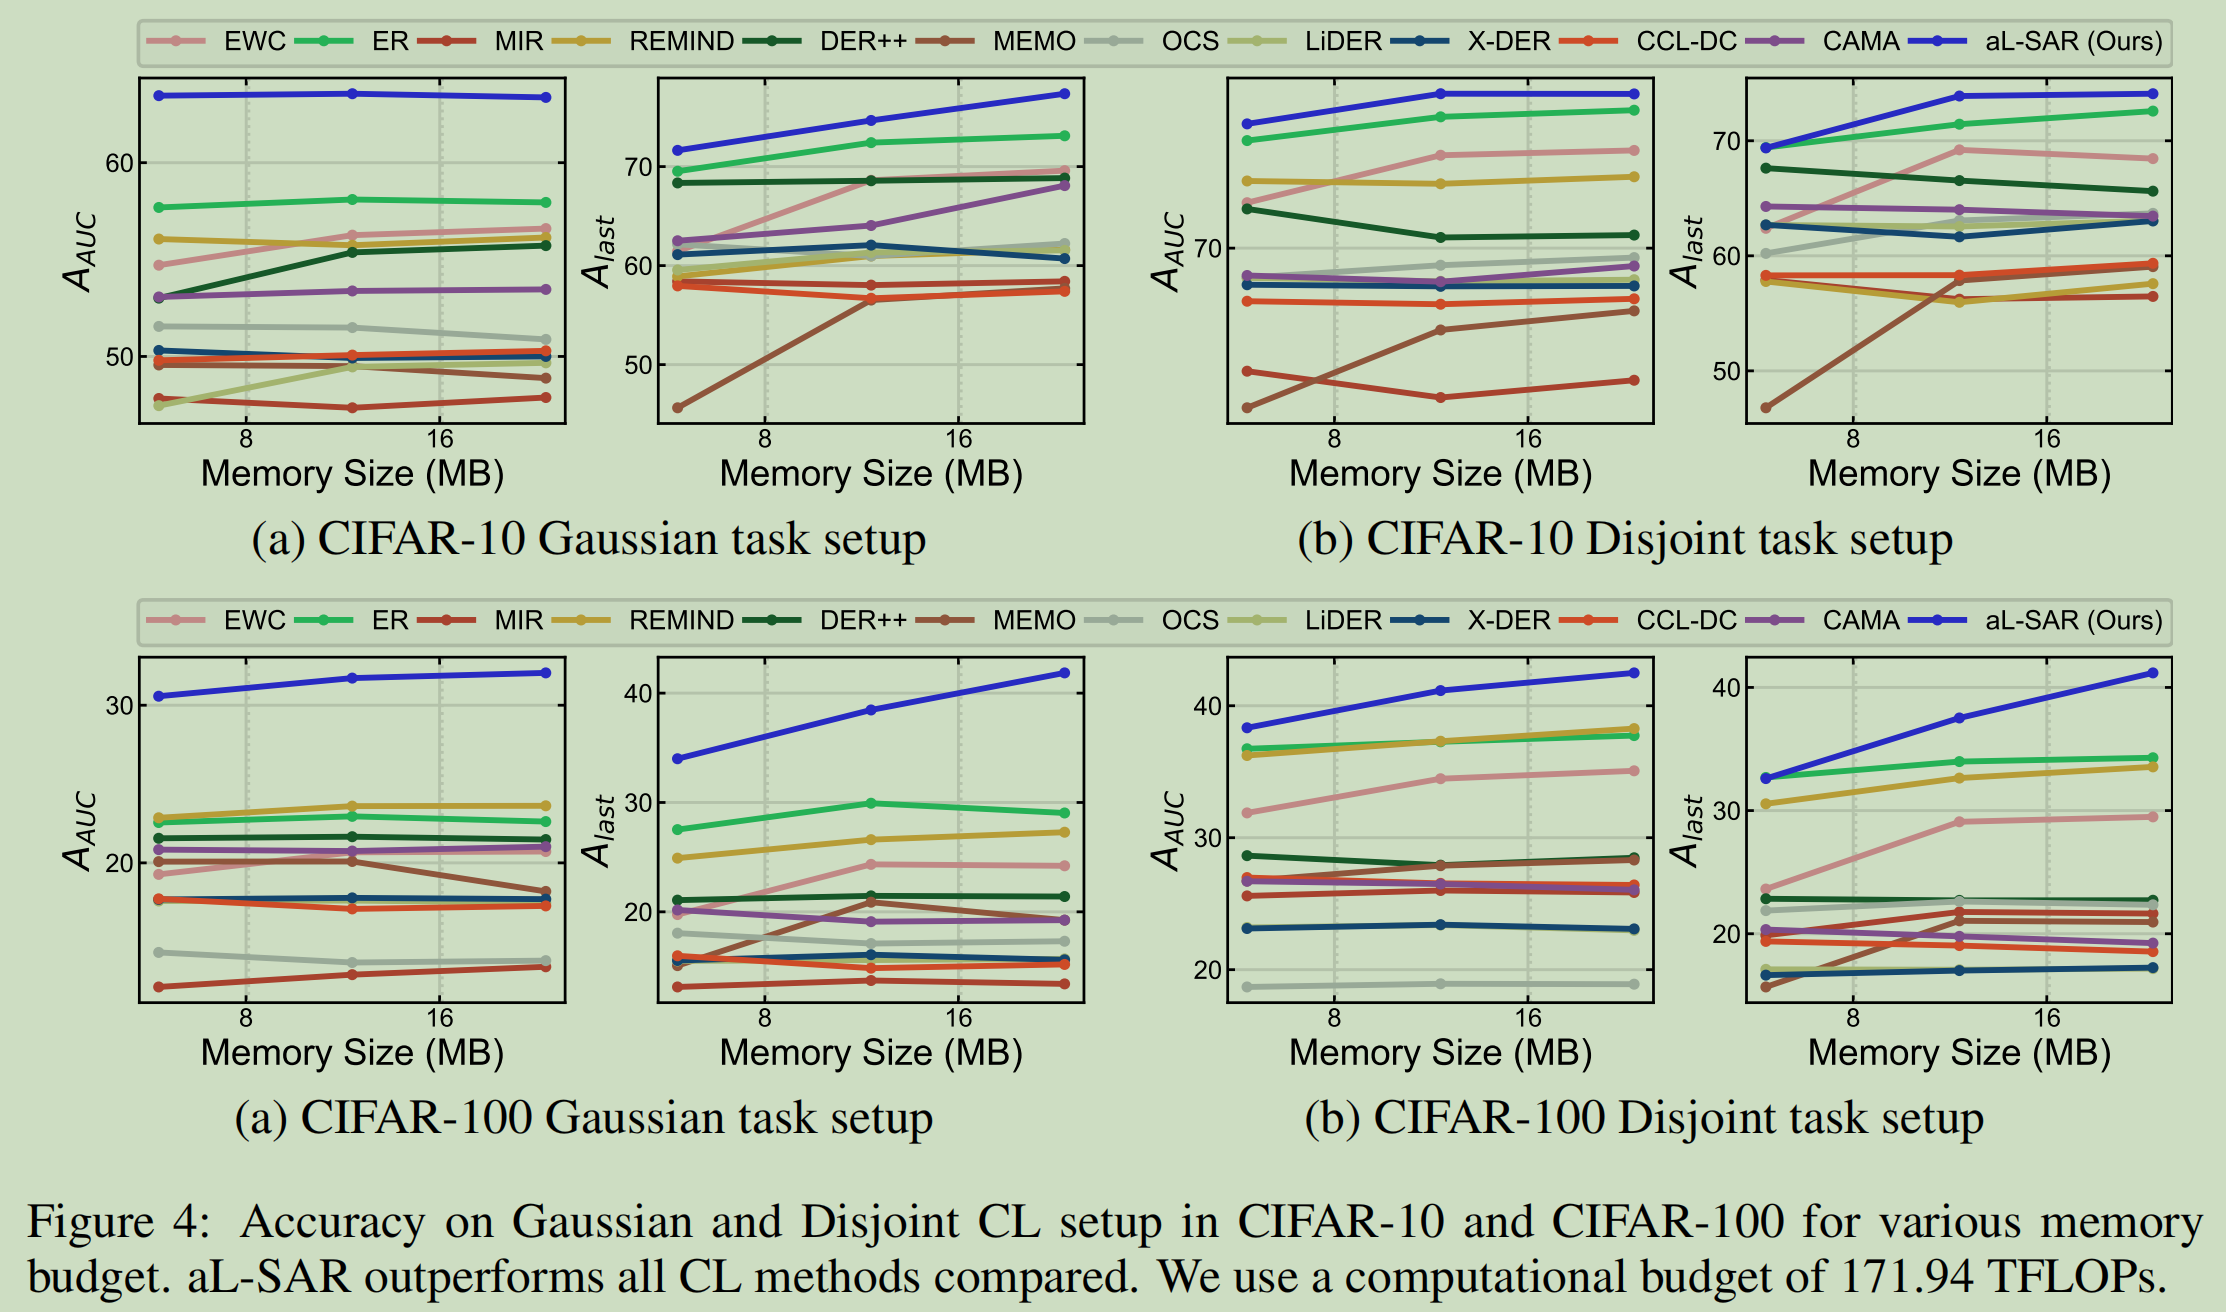 EWC ER MIR REMIND DER++ MEMO OCS LiDER X-DER CCL-DC CAMA aL-SAR (Ours)
60
50
A_AUC
8 16
Memory Size (MB)
70
60
50
A_last
8 16
Memory Size (MB)
70
A_AUC
8 16
Memory Size (MB)
70
60
50
A_last
8 16
Memory Size (MB)
(a) CIFAR-10 Gaussian task setup
(b) CIFAR-10 Disjoint task setup
EWC ER MIR REMIND DER++ MEMO OCS LiDER X-DER CCL-DC CAMA aL-SAR (Ours)
30
20
A_AUC
8 16
Memory Size (MB)
40
30
20
A_last
8 16
Memory Size (MB)
40
30
20
A_AUC
8 16
Memory Size (MB)
40
30
20
A_last
8 16
Memory Size (MB)
(a) CIFAR-100 Gaussian task setup
(b) CIFAR-100 Disjoint task setup
Figure 4: Accuracy on Gaussian and Disjoint CL setup in CIFAR-10 and CIFAR-100 for various memory
budget. aL-SAR outperforms all CL methods compared. We use a computational budget of 171.94 TFLOPs.